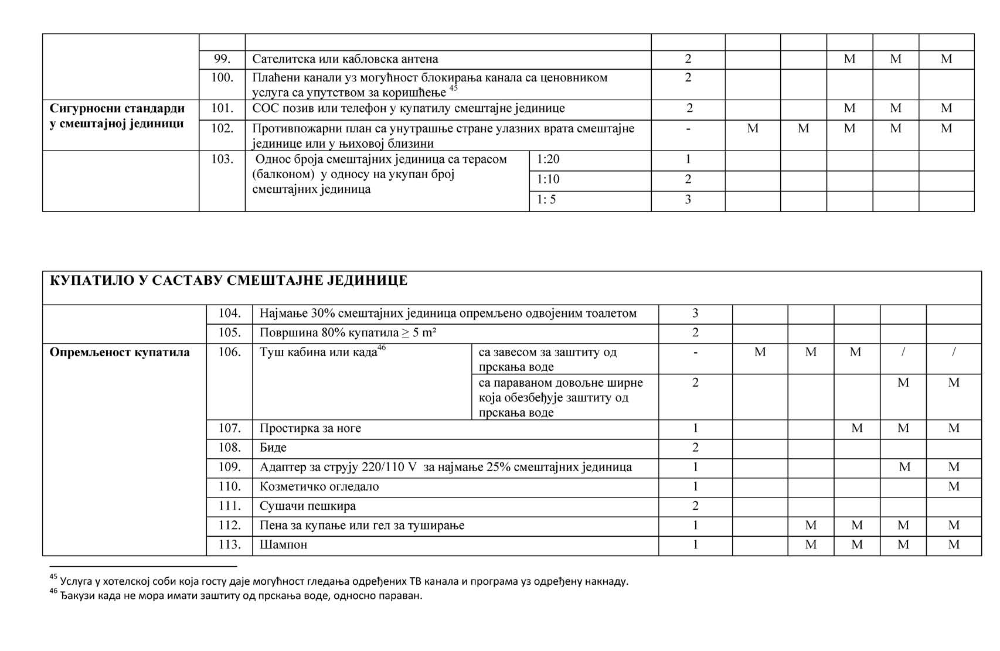 99. Сателитска или кабловска антена 2 М М М
100. Плаћени канали уз могућност блокирања канала са ценовником 2
услуга са упутством за коришћење 45
Сигурносни стандарди 101. СОС позив или телефон у купатилу смештајне јединице 2 М М М
у смештајној јединици
102. Противпожарни план са унутрашње стране улазних врата смештајне - М М М М М
јединице или у њиховој близини
103. Однос броја смештајних јединица са терасом 1:20 1
(балконом) у односу на укупан број 1:10 2
смештајних јединица
1: 5 3
КУПАТИЛО У САСТАВУ СМЕШТАЈНЕ ЈЕДИНИЦЕ
104. Најмање 30% смештајних јединица опремљено одвојеним тоалетом 3
105. Површина 80% купатила ≥ 5 m² 2
Опремљеност купатила 106. Туш кабина или када46 са завесом за заштиту од - М М М / /
прскања воде
са параваном довољне ширне 2 М М
која обезбеђује заштиту од
прскања воде
107. Простирка за ноге 1 М М М
108. Биде 2
109. Адаптер за струју 220/110 V за најмање 25% смештајних јединица 1 М М
110. Козметичко огледало 1 М
111. Сушачи пешкира 2
112. Пена за купање или гел за туширање 1 М М М М
113. Шампон 1 М М М М
45 Услуга у хотелској соби која госту даје могућност гледања одређених ТВ канала и програма уз одређену накнаду.
46 Ђакузи када не мора имати заштиту од прскања воде, односно параван.